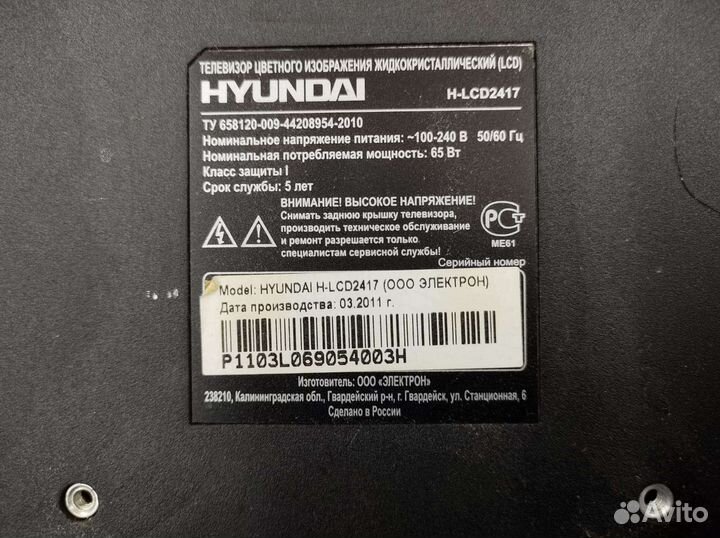 ТЕЛЕВИЗОР ЦВЕТНОГО ИЗОБРАЖЕНИЯ ЖИДКОКРИСТАЛЛИЧЕСКИЙ (LCD)
HYUNDAI H-LCD2417
ТУ 658120-009-44208954-2010
Номинальное напряжение питания: ~100-240 В 50/60 Гц
Номинальная потребляемая мощность: 65 Вт
Класс защиты I
Срок службы: 5 лет
ВНИМАНИЕ! ВЫСОКОЕ НАПРЯЖЕНИЕ!
Снимать заднюю крышку телевизора,
производить техническое обслуживание
и ремонт разрешается только
специалистам сервисной службы!
РСТ
МЕ61
Серийный номер
Model: HYUNDAI H-LCD2417 (ООО ЭЛЕКТРОН)
Дата производства: 03.2011 г.
P1103L069054003H
Изготовитель: ООО «ЭЛЕКТРОН»
238210, Калининградская обл., Гвардейский р-н, г. Гвардейск, ул. Станционная, 6
Сделано в России
Avito